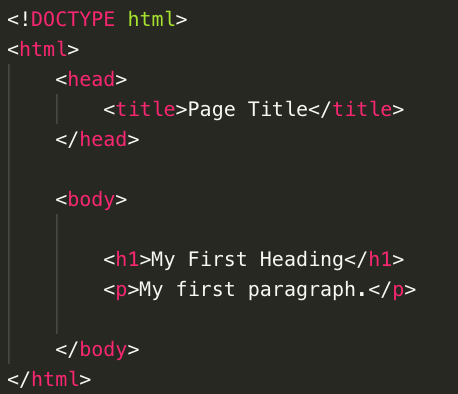 <!DOCTYPE html>
<html>
    <head>
        <title>Page Title</title>
    </head>

    <body>

        <h1>My First Heading</h1>
        <p>My first paragraph.</p>

    </body>
</html>